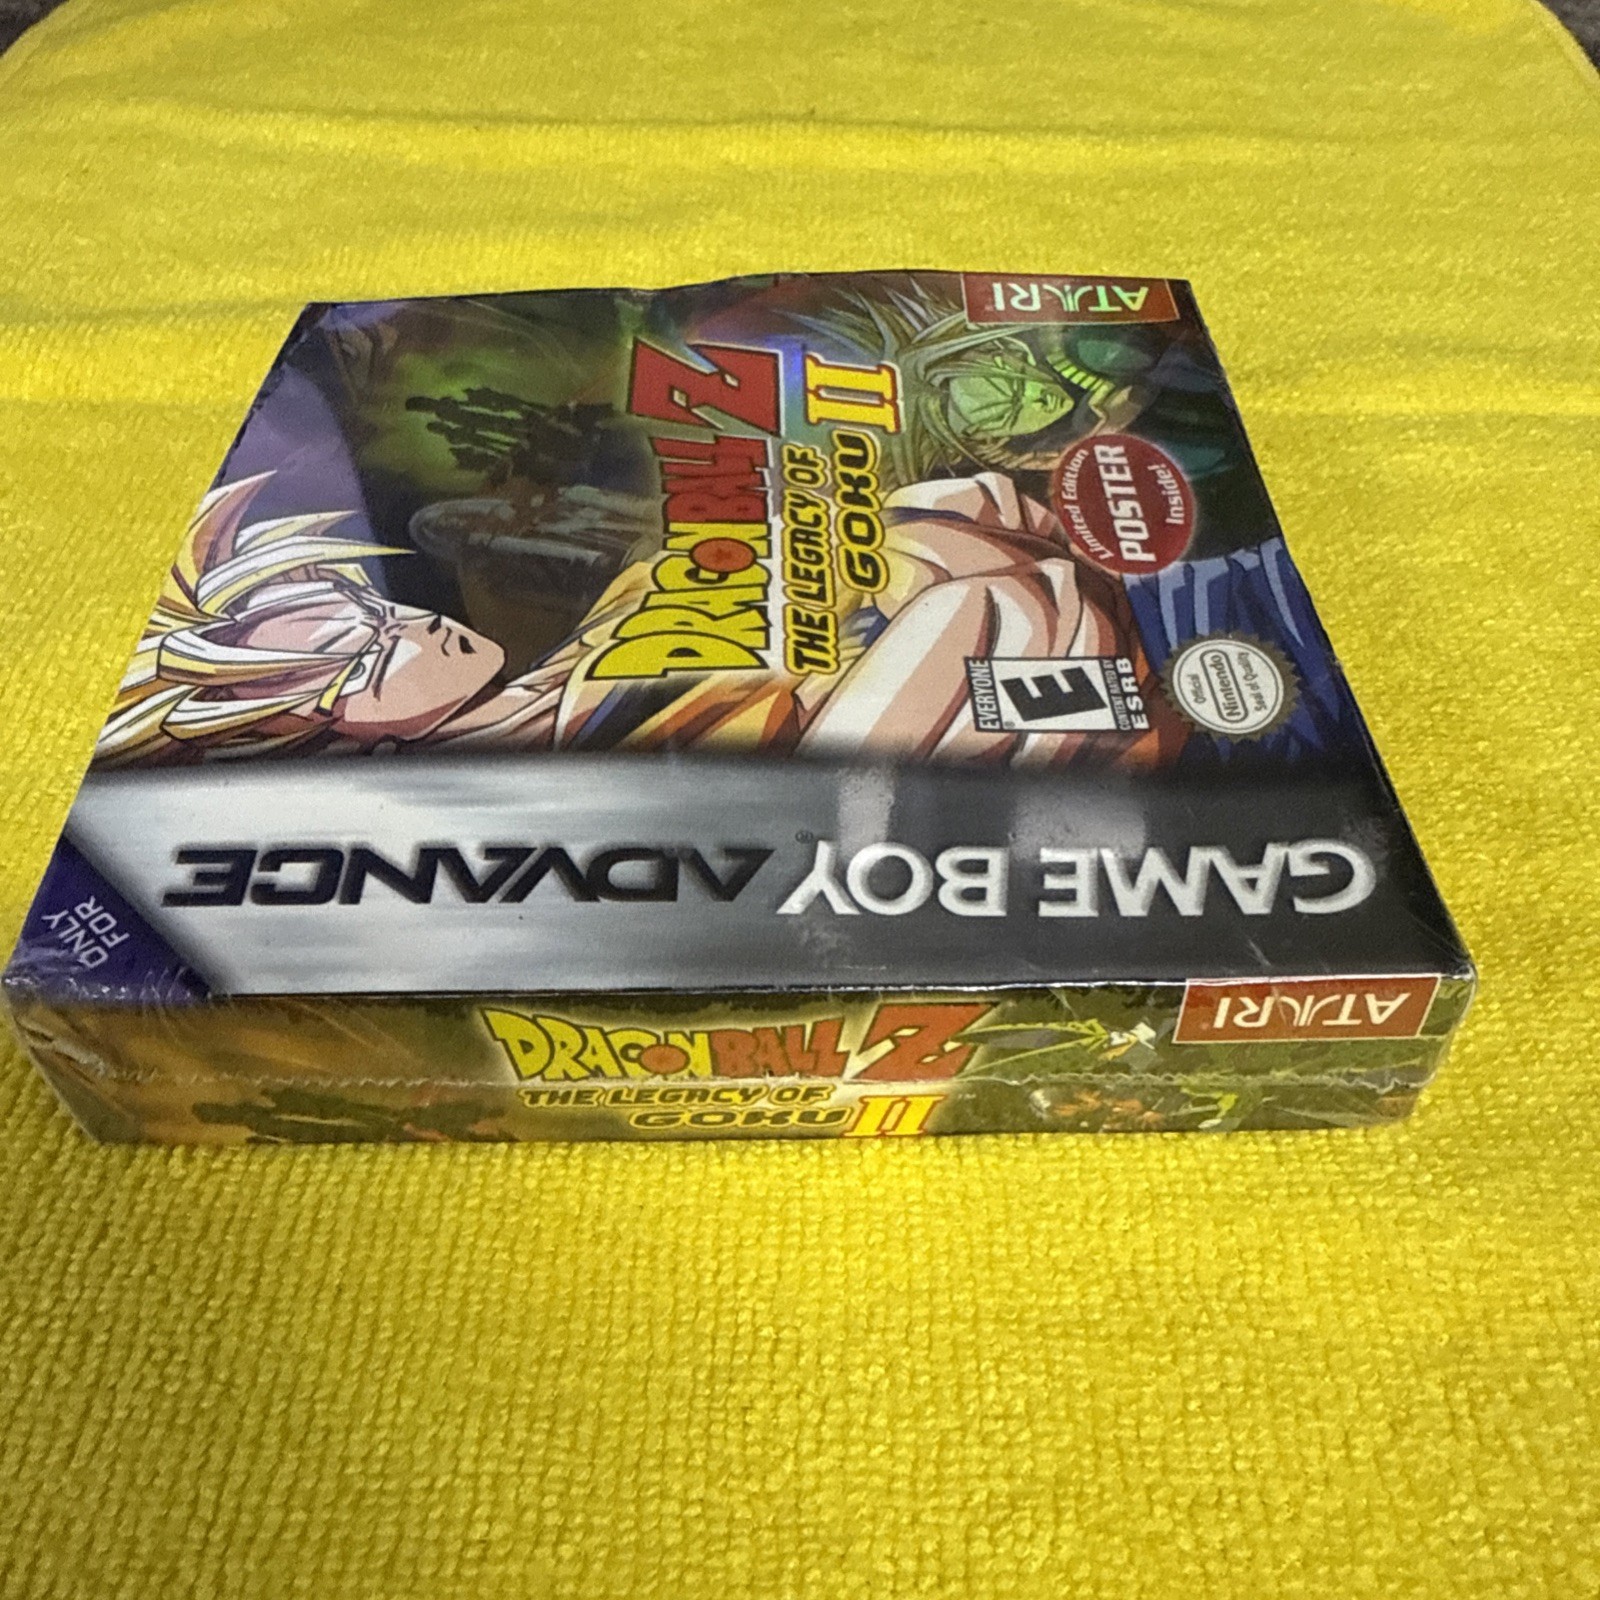 ATARI
DRAGON BALL Z
THE LEGACY OF
GOKU II
Limited Edition
POSTER
Inside!
EVERYONE
E
®
CONTENT RATED BY
ESRB
Official
Nintendo
Seal of Quality
ONLY
FOR
GAME BOY ADVANCE
®
ATARI
DRAGON BALL Z
THE LEGACY OF
GOKU II